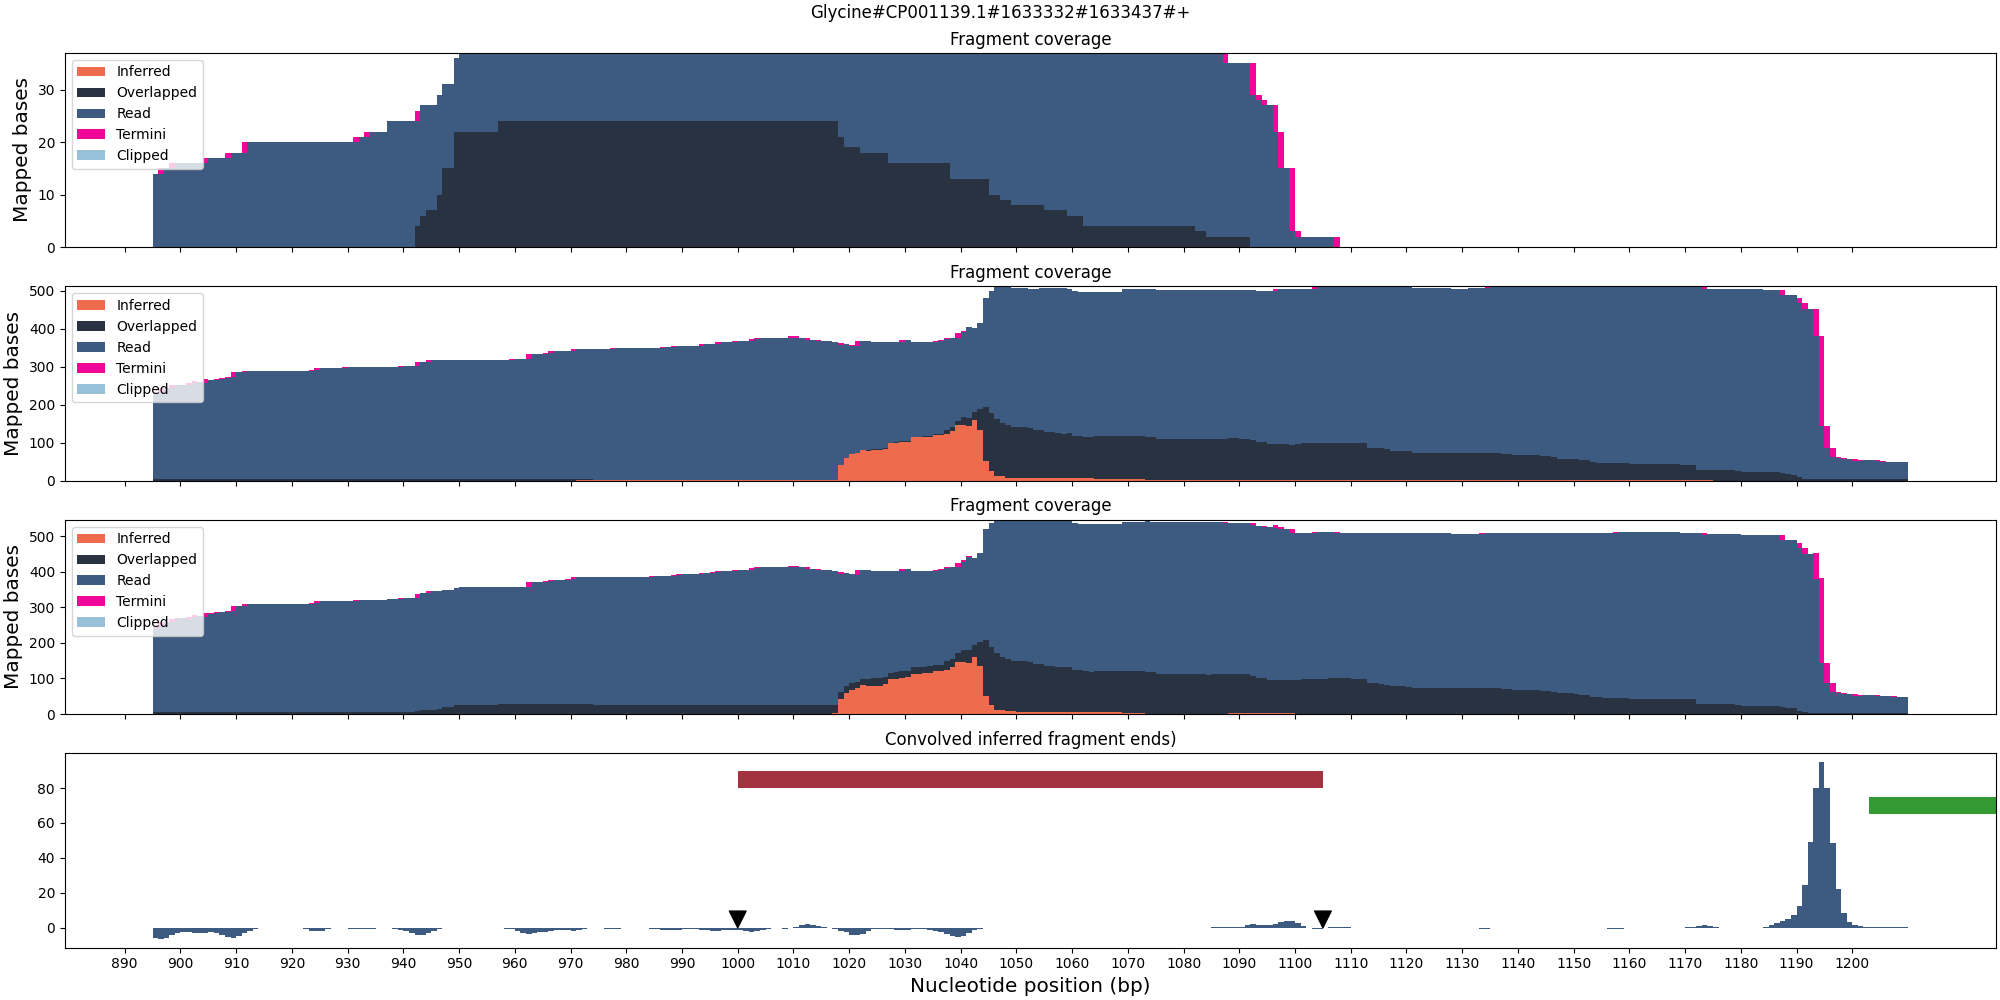 Glycine#CP001139.1#1633332#1633437#+
Fragment coverage
Mapped bases
30
20
10
0
Inferred
Overlapped
Read
Termini
Clipped
Fragment coverage
Mapped bases
500
400
300
200
100
0
Inferred
Overlapped
Read
Termini
Clipped
Fragment coverage
Mapped bases
500
400
300
200
100
0
Inferred
Overlapped
Read
Termini
Clipped
Convolved inferred fragment ends)
80
60
40
20
0
890 900 910 920 930 940 950 960 970 980 990 1000 1010 1020 1030 1040 1050 1060 1070 1080 1090 1100 1110 1120 1130 1140 1150 1160 1170 1180 1190 1200
Nucleotide position (bp)